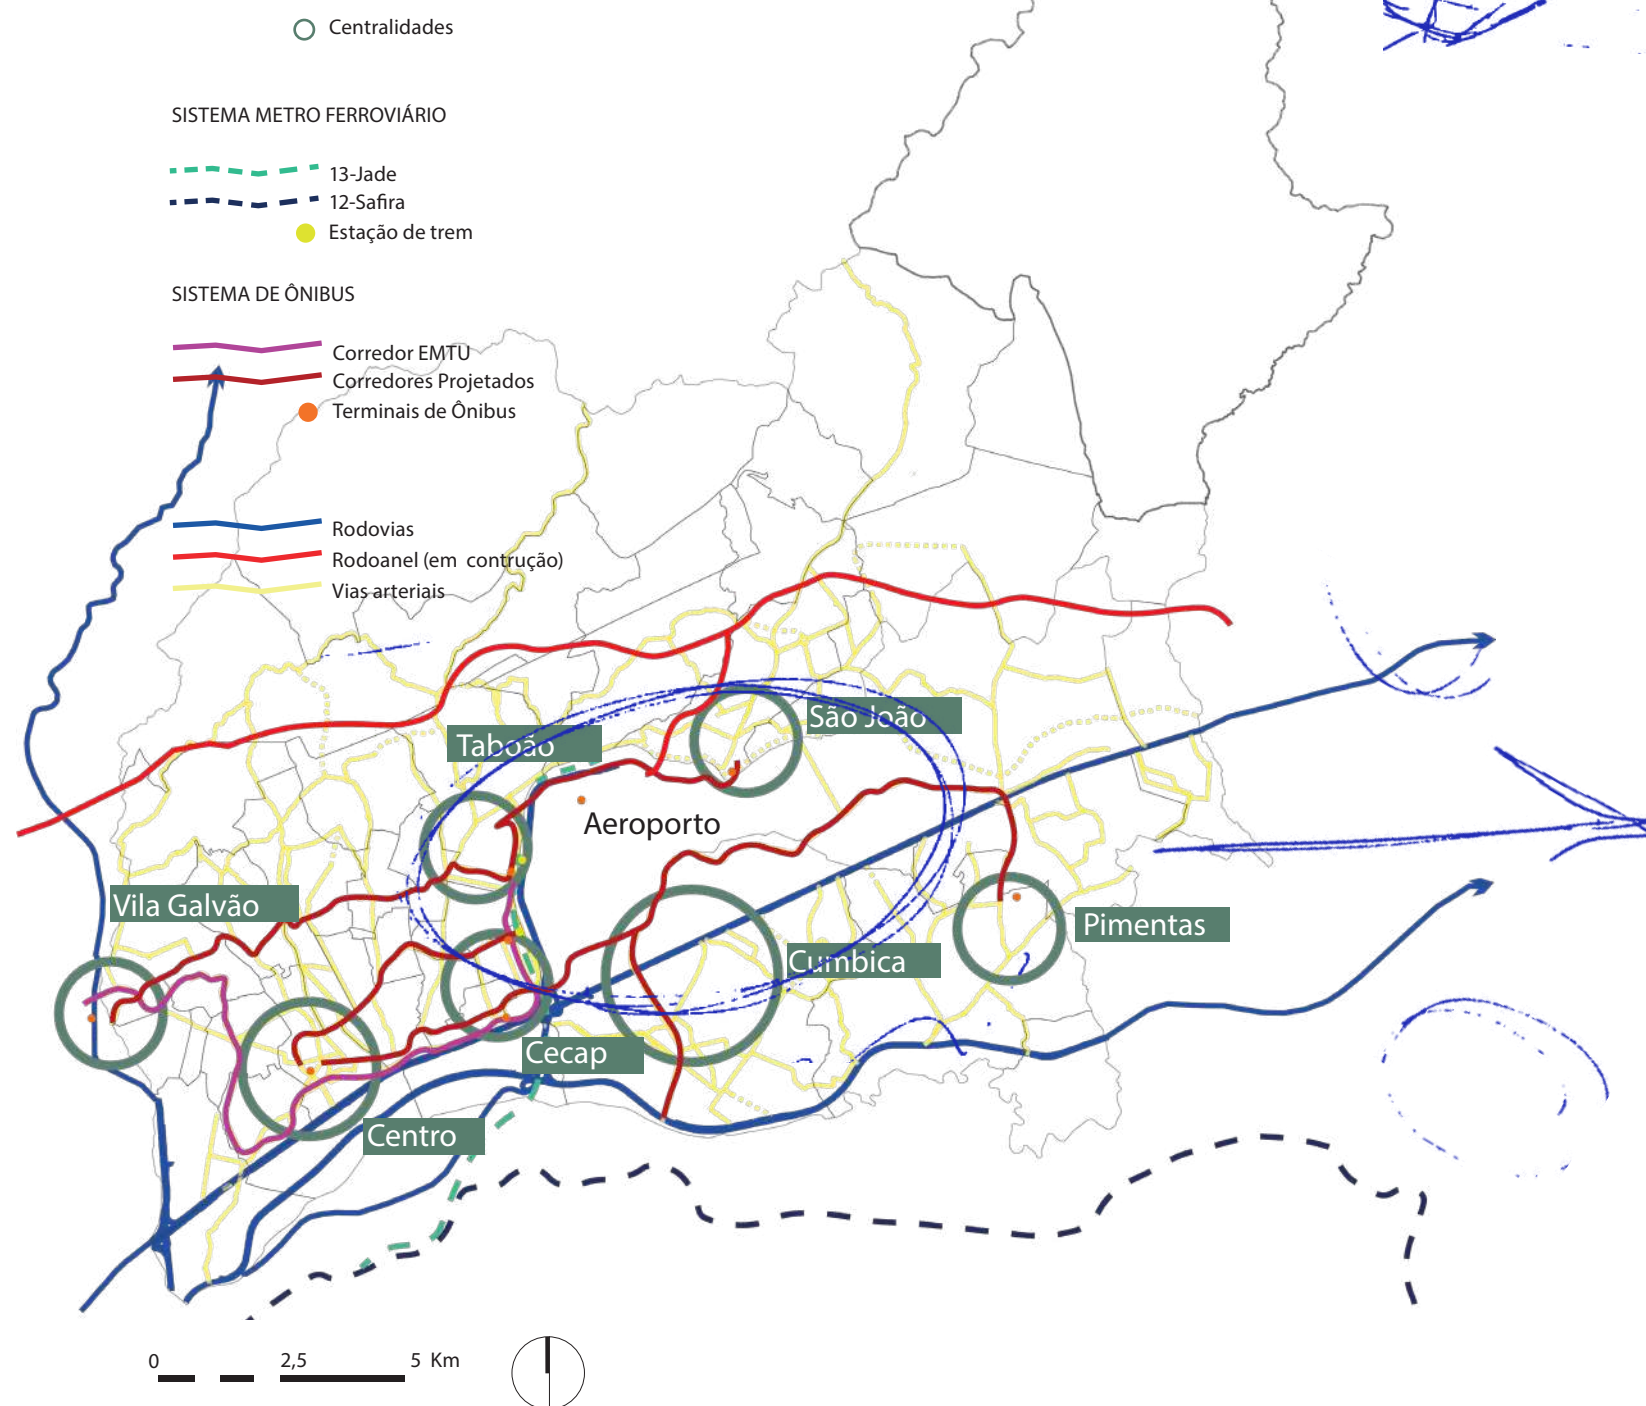 Centralidades
SISTEMA METRO FERROVIÁRIO
13-Jade
12-Safira
Estação de trem
SISTEMA DE ÔNIBUS
Corredor EMTU
Corredores Projetados
Terminais de Ônibus
Rodovias
Rodoanel (em contrução)
Vias arteriais
São João
Taboão
Aeroporto
Vila Galvão
Pimentas
Cumbica
Cecap
Centro
0 2,5 5 Km